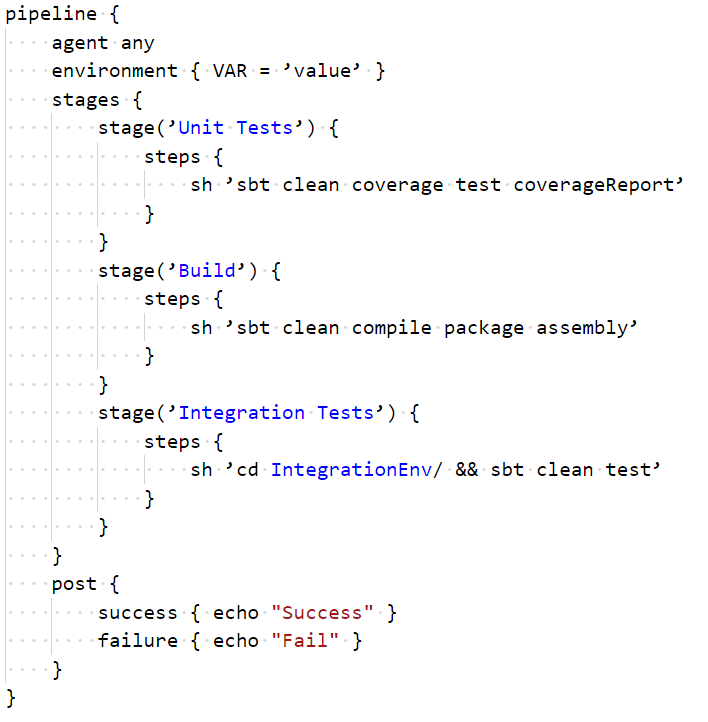 pipeline {
    agent any
    environment { VAR = ’value’ }
    stages {
        stage(’Unit Tests’) {
            steps {
                sh ’sbt clean coverage test coverageReport’
            }
        }
        stage(’Build’) {
            steps {
                sh ’sbt clean compile package assembly’
            }
        }
        stage(’Integration Tests’) {
            steps {
                sh ’cd IntegrationEnv/ && sbt clean test’
            }
        }
    }
    post {
        success { echo "Success" }
        failure { echo "Fail" }
    }
}